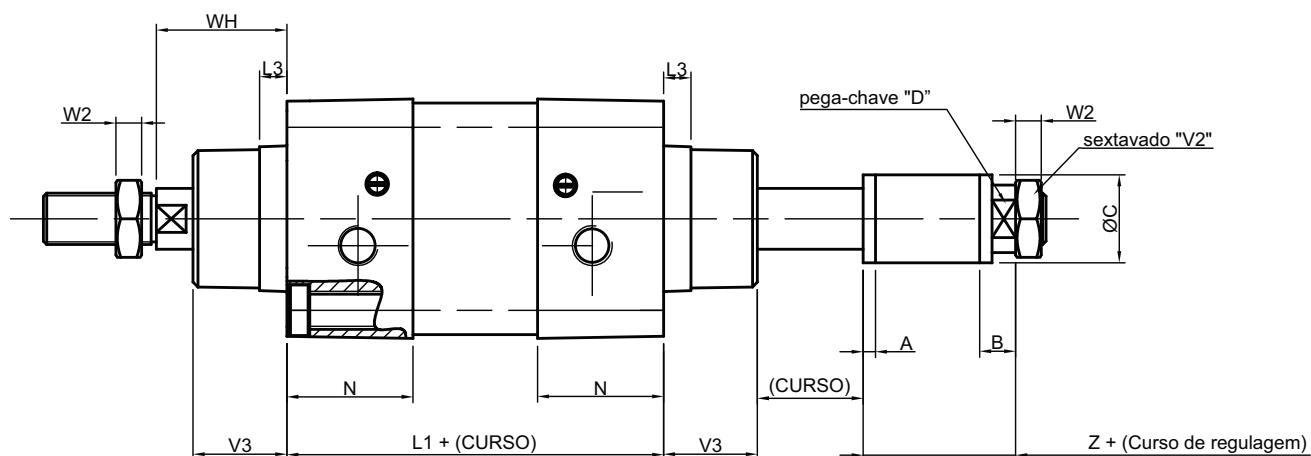 WH
L3
L3
W2
pega-chave "D"
W2
sextavado "V2"
ØC
A
B
(CURSO)
N
N
V3
L1 + (CURSO)
V3
Z + (Curso de regulagem)